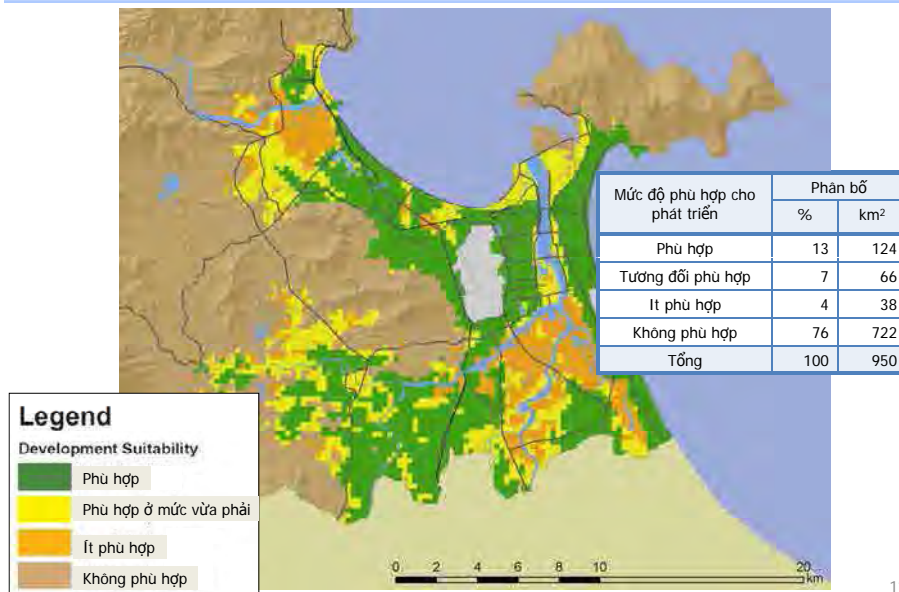 Mức độ phù hợp cho phát triển
Phân bố
% km²
Phù hợp 13 124
Tương đối phù hợp 7 66
It phù hợp 4 38
Không phù hợp 76 722
Tổng 100 950
Legend
Development Suitability
Phù hợp
Phù hợp ở mức vừa phải
Ít phù hợp
Không phù hợp
0 2 4 6 8 10 20
km
1